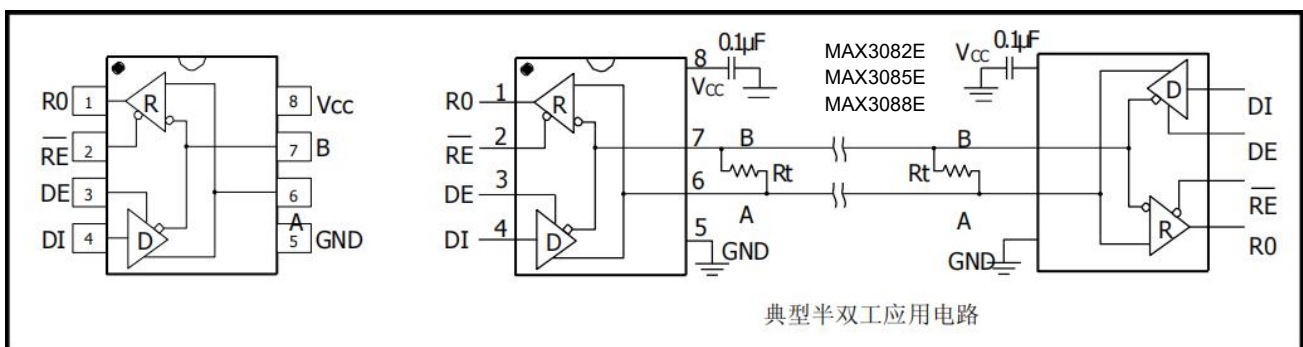 R0 1
RE 2
DE 3
DI 4
R
D
8 Vcc
7 B
6
A
5 GND
R0 1
RE 2
DE 3
DI 4
R
D
8
VCC
0.1µF
7 B
Rt
6
A
5
GND
MAX3082E
MAX3085E
MAX3088E
VCC 0.1µF
B
Rt
A
GND
D
R
DI
DE
RE
R0
典型半双工应用电路